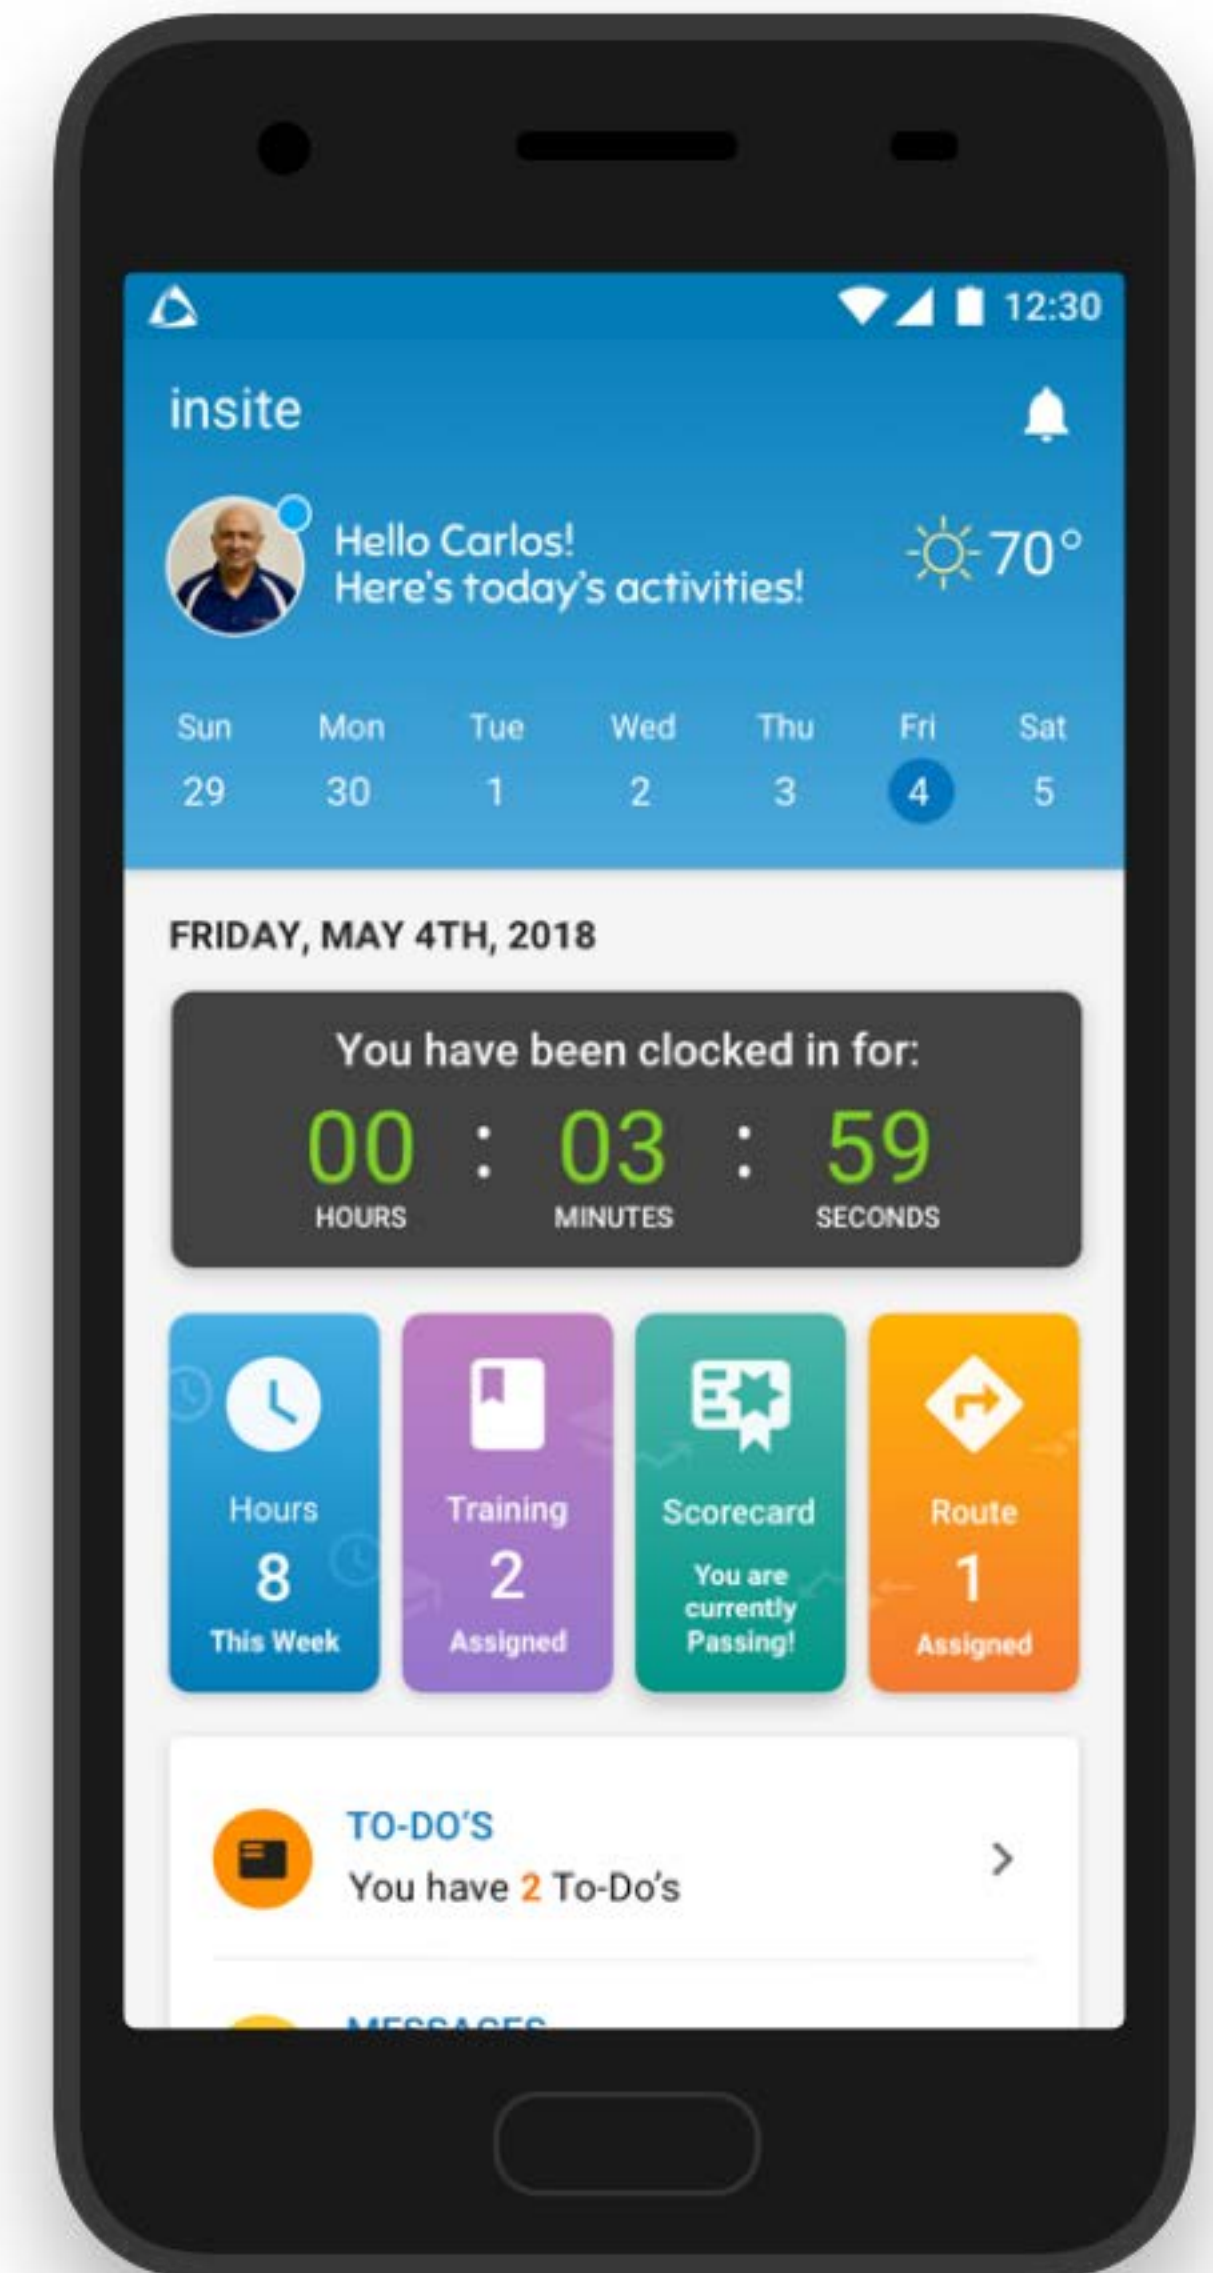 12:30
insite
Hello Carlos!
Here's today's activities!
70°
Sun Mon Tue Wed Thu Fri Sat
29 30 1 2 3 4 5
FRIDAY, MAY 4TH, 2018
You have been clocked in for:
00 : 03 : 59
HOURS MINUTES SECONDS
Hours
8
This Week
Training
2
Assigned
Scorecard
You are
currently
Passing!
Route
1
Assigned
TO-DO'S
You have 2 To-Do's
MESSAGES